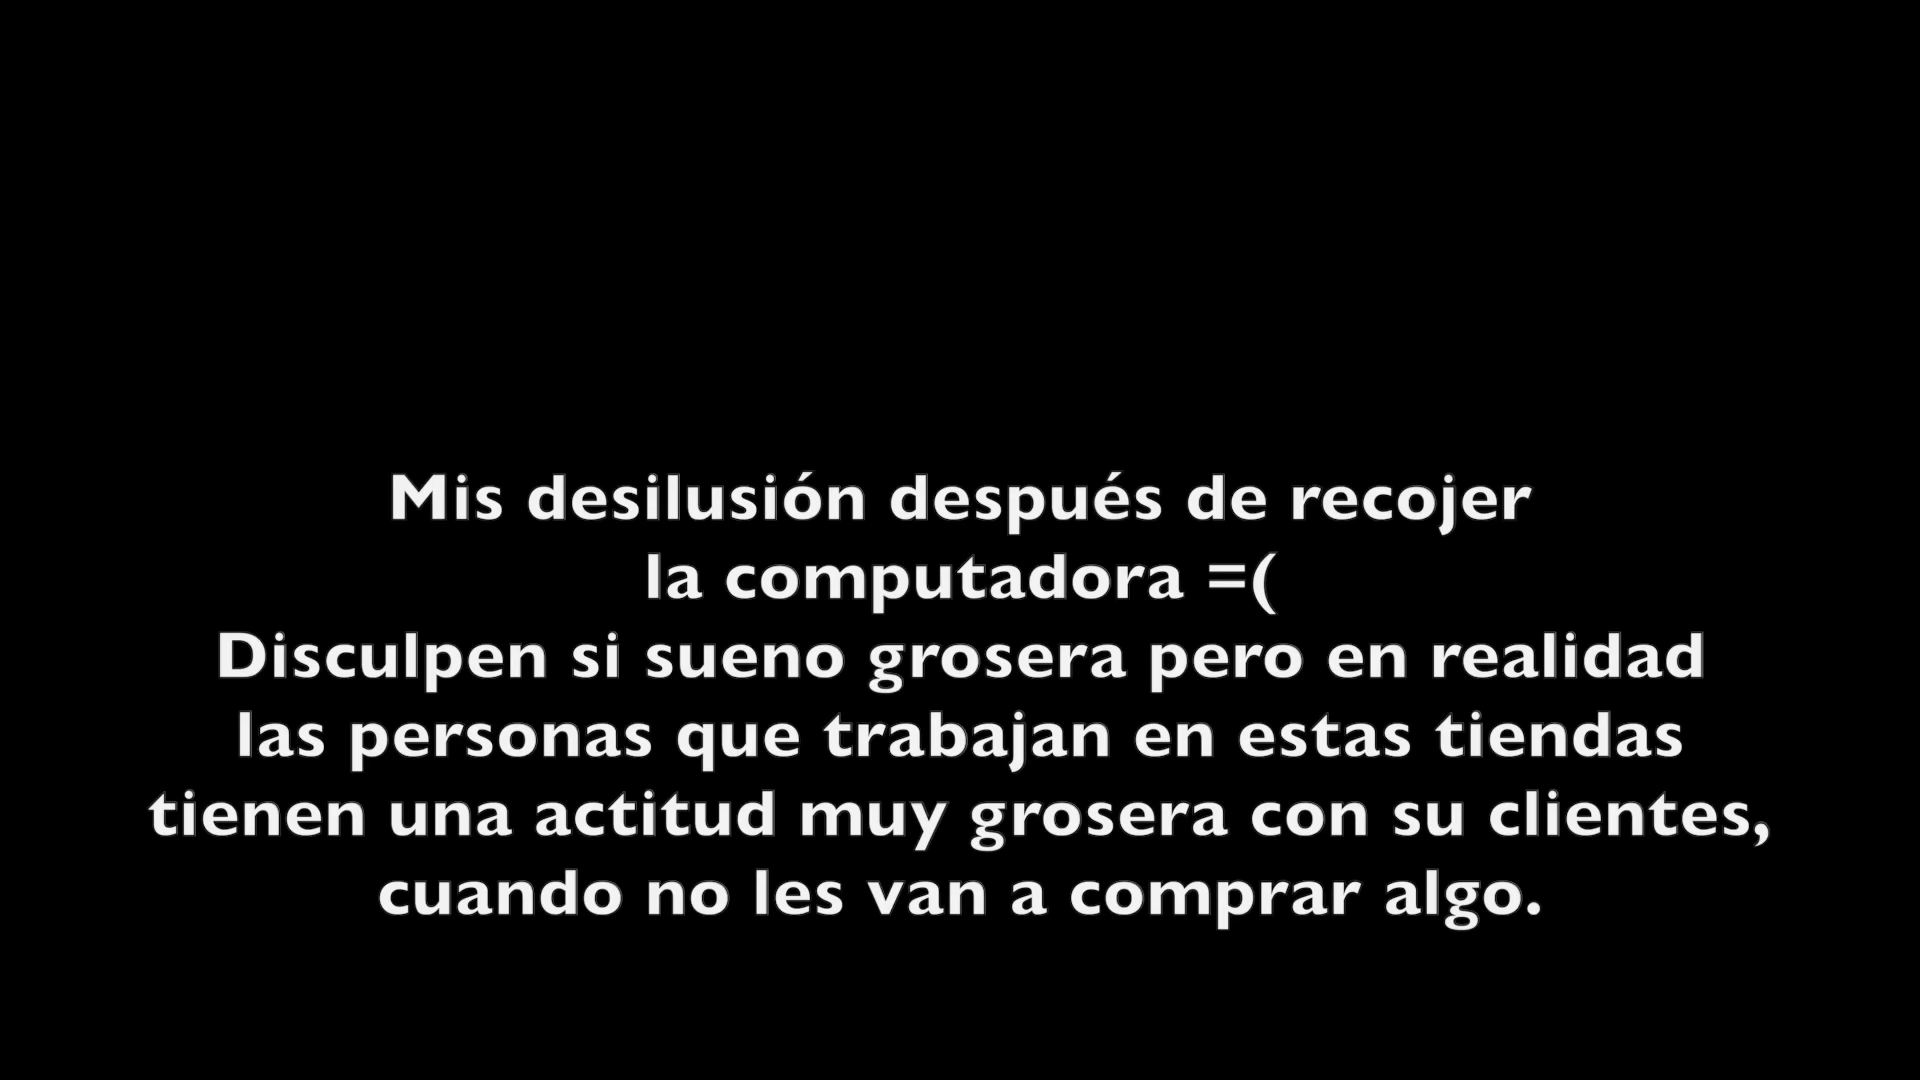 Mis desilusión después de recojer
la computadora =(
Disculpen si sueno grosera pero en realidad
las personas que trabajan en estas tiendas
tienen una actitud muy grosera con su clientes,
cuando no les van a comprar algo.